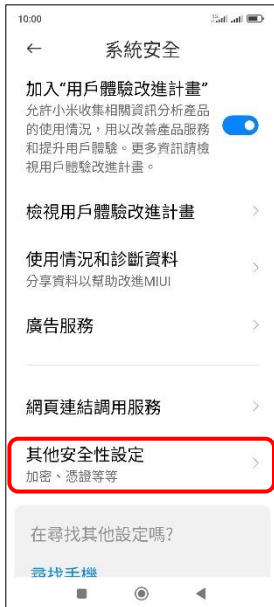 10:00
系統安全
加入“用戶體驗改進計畫”
允許小米收集相關資訊分析產品
的使用情況，用以改善產品服務
和提升用戶體驗。更多資訊請檢
視用戶體驗改進計畫。
檢視用戶體驗改進計畫
使用情況和診斷資料
分享資料以幫助改進MIUI
廣告服務
網頁連結調用服務
其他安全性設定
加密、憑證等等
在尋找其他設定嗎?
尋找手機